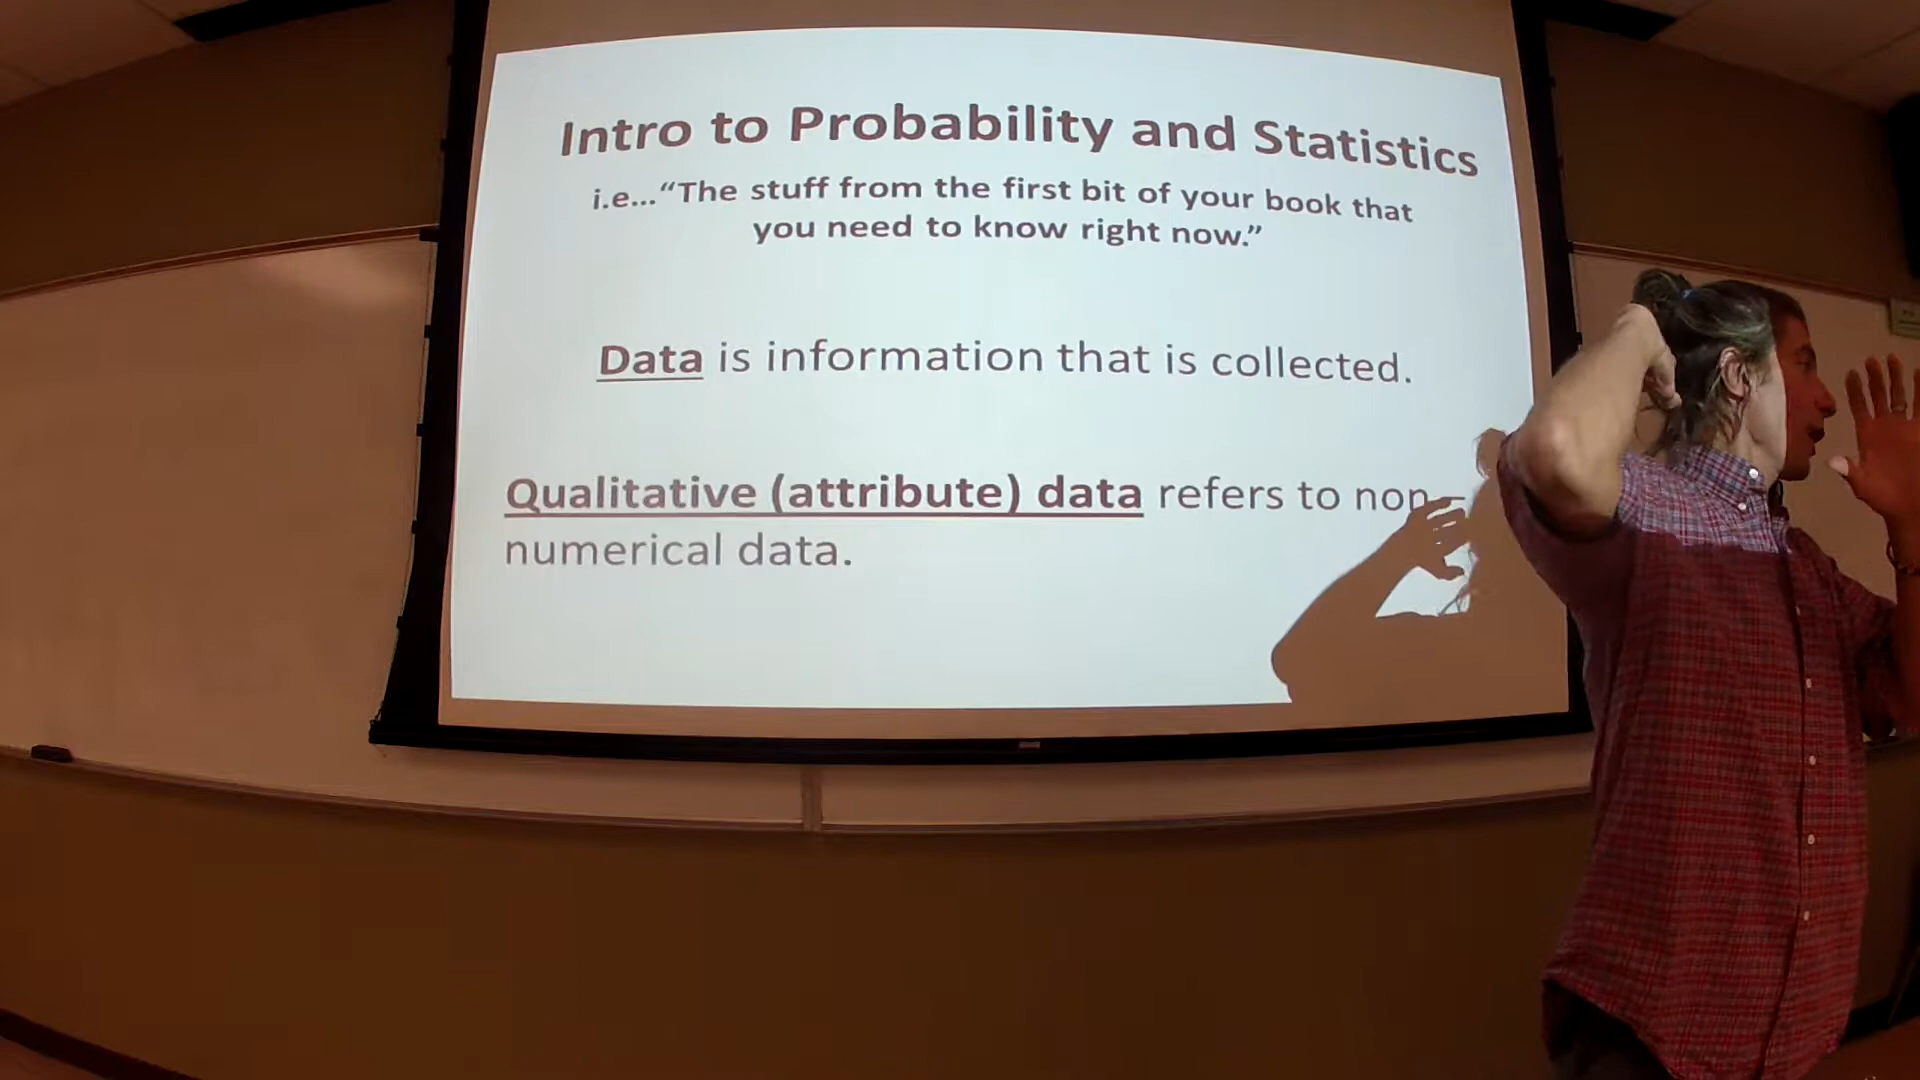 Intro to Probability and Statistics
i.e...“The stuff from the first bit of your book that
you need to know right now.”
Data is information that is collected.
Qualitative (attribute) data refers to non-
numerical data.